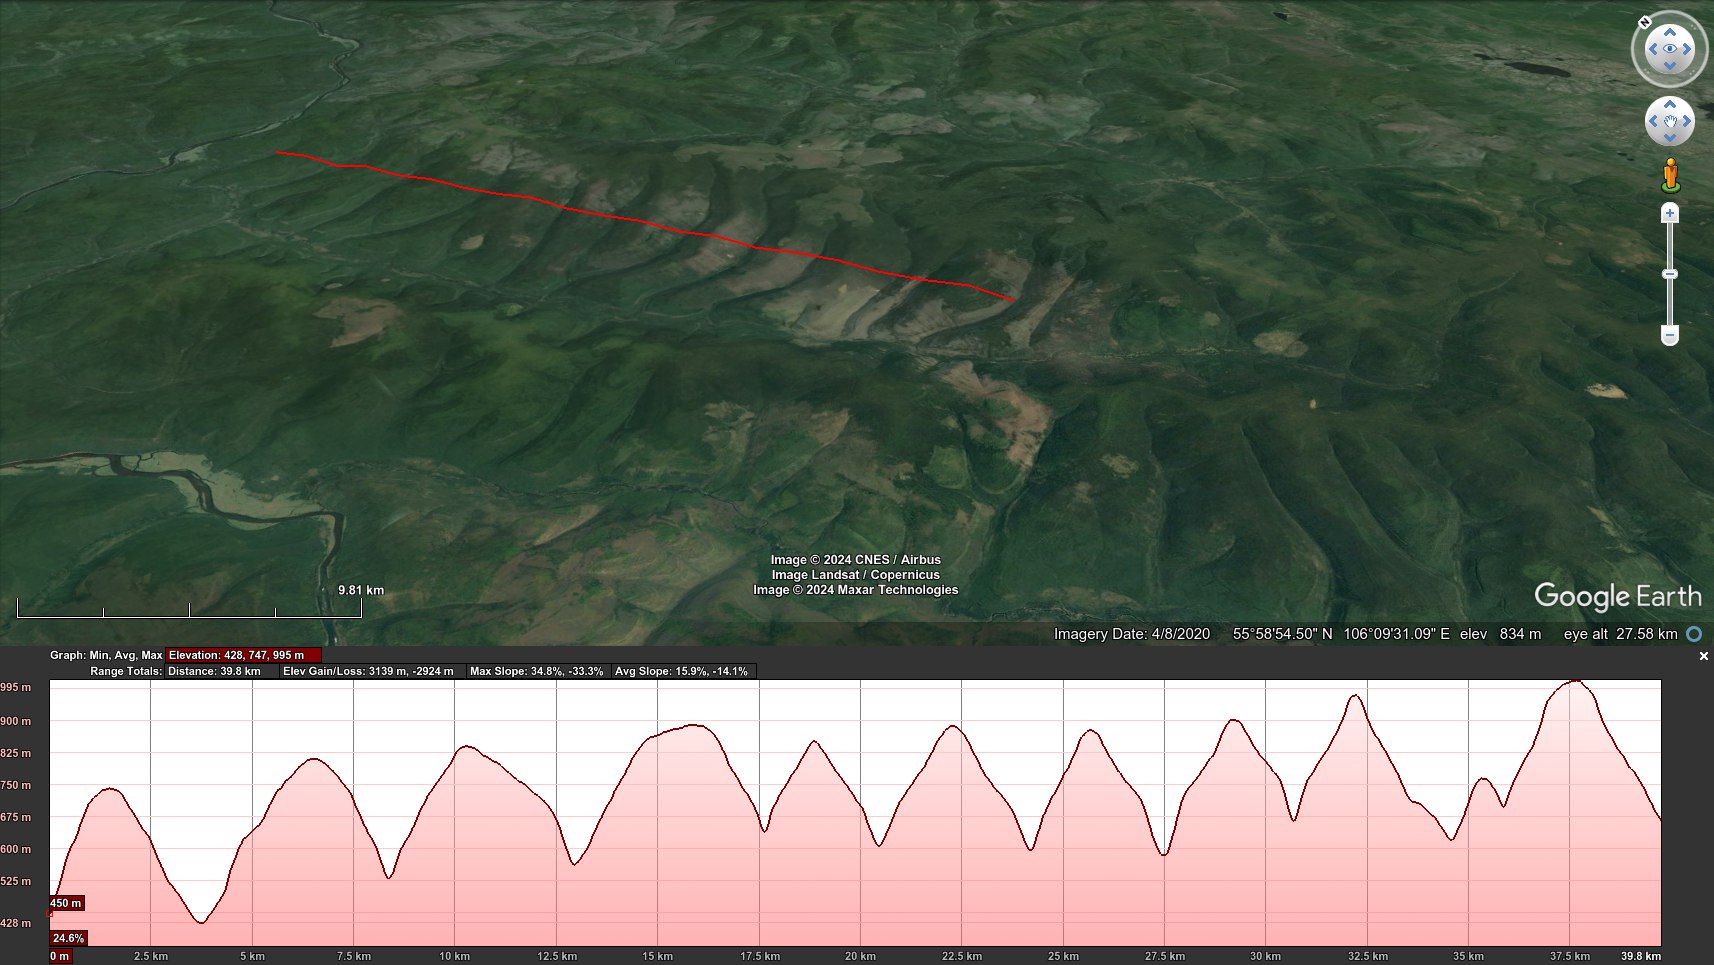 N
9.81 km
Image © 2024 CNES / Airbus
Image Landsat / Copernicus
Image © 2024 Maxar Technologies
Google Earth
Imagery Date: 4/8/2020 55°58'54.50" N 106°09'31.09" E elev 834 m eye alt 27.58 km
Graph: Min, Avg, Max Elevation: 428, 747, 995 m
Range Totals: Distance: 39.8 km Elev Gain/Loss: 3139 m, -2924 m Max Slope: 34.8%, -33.3% Avg Slope: 15.9%, -14.1%
995 m
900 m
825 m
750 m
675 m
600 m
525 m
450 m
428 m
24.6%
0 m 2.5 km 5 km 7.5 km 10 km 12.5 km 15 km 17.5 km 20 km 22.5 km 25 km 27.5 km 30 km 32.5 km 35 km 37.5 km 39.8 km